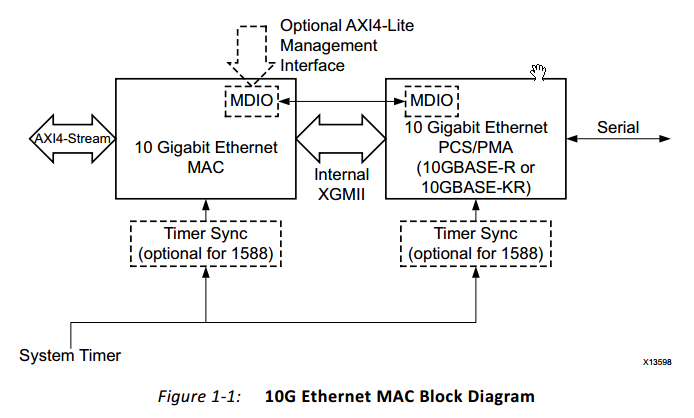 Optional AXI4-Lite
Management
Interface
MDIO
MDIO
AXI4-Stream
10 Gigabit Ethernet
MAC
Internal
XGMII
10 Gigabit Ethernet
PCS/PMA
(10GBASE-R or
10GBASE-KR)
Serial
Timer Sync
(optional for 1588)
Timer Sync
(optional for 1588)
System Timer
X13598
Figure 1-1: 10G Ethernet MAC Block Diagram